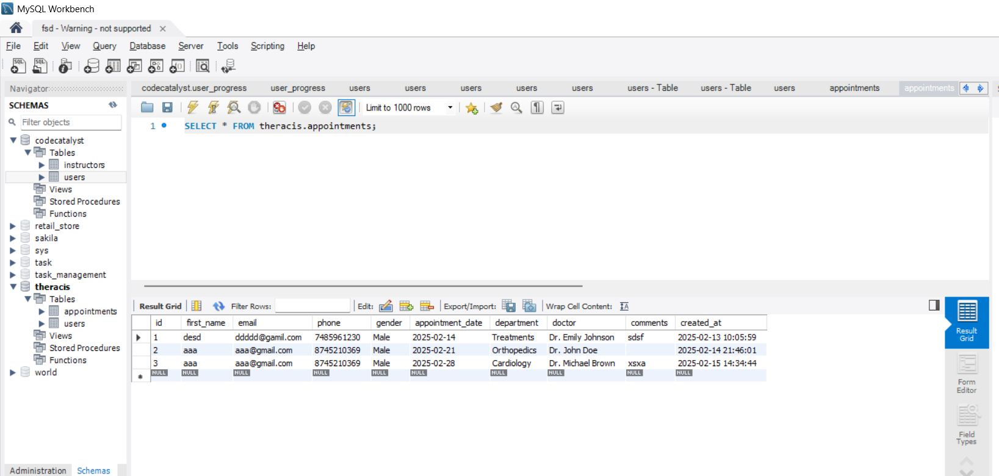 MySQL Workbench
fsd - Warning - not supported
File Edit View Query Database Server Tools Scripting Help
Navigator
SCHEMAS
Filter objects
codecatalyst
Tables
instructors
users
Views
Stored Procedures
Functions
retail_store
sakila
sys
task
task_management
theracis
Tables
appointments
users
Views
Stored Procedures
Functions
world
Administration Schemas
codecatalyst.user_progress user_progress users users users users users users - Table users - Table users appointments appointments
Limit to 1000 rows
1 SELECT * FROM theracis.appointments;
Result Grid Filter Rows: Edit: Export/Import: Wrap Cell Content:
id first_name email phone gender appointment_date department doctor comments created_at
1 desd ddddd@gamil.com 7485961230 Male 2025-02-14 Treatments Dr. Emily Johnson sdsf 2025-02-13 10:05:59
2 aaa aaa@gmail.com 8745210369 Male 2025-02-21 Orthopedics Dr. John Doe 2025-02-14 21:46:01
3 aaa aaa@gmail.com 8745210369 Male 2025-02-28 Cardiology Dr. Michael Brown xsxa 2025-02-15 14:34:44
NULL NULL NULL NULL NULL NULL NULL NULL NULL NULL
Result
Grid
Form
Editor
Field
Types